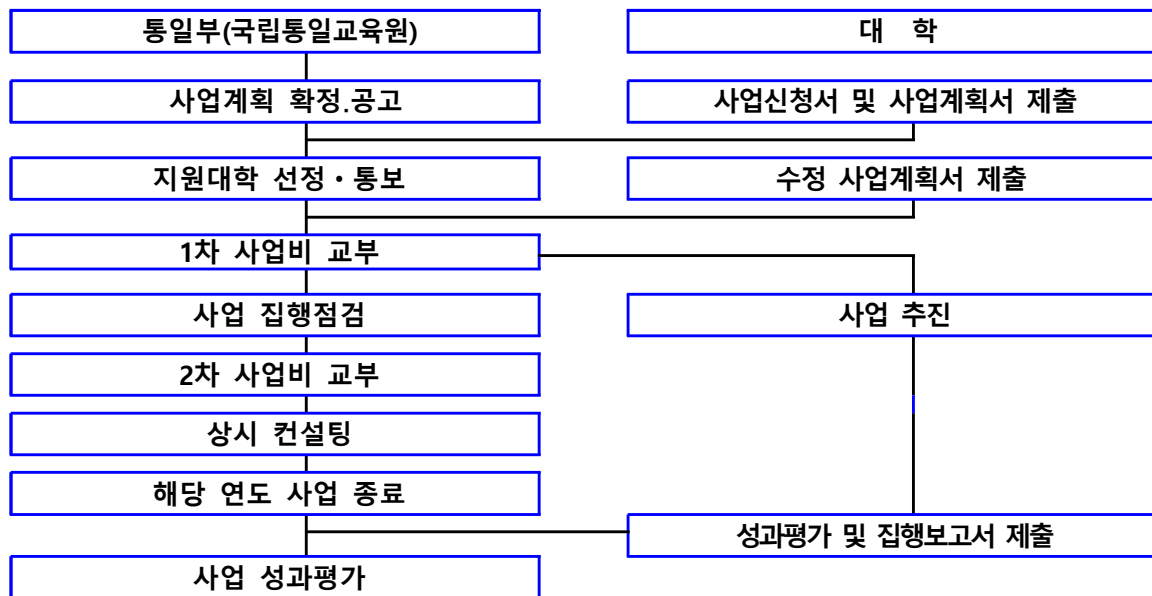 통일부(국립통일교육원)
대 학
사업계획 확정.공고
사업신청서 및 사업계획서 제출
지원대학 선정・통보
수정 사업계획서 제출
1차 사업비 교부
사업 집행점검
사업 추진
2차 사업비 교부
상시 컨설팅
해당 연도 사업 종료
성과평가 및 집행보고서 제출
사업 성과평가